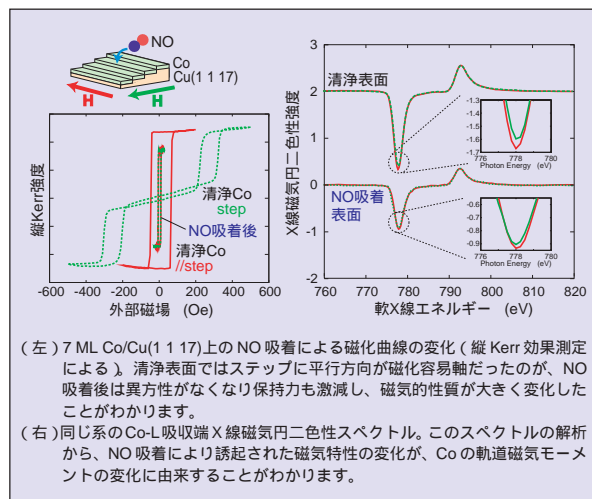 NO
Co
Cu(1 1 17)
H
H
縦Kerr強度
清浄Co
step
NO吸着後
清浄Co
//step
-600 -400 -200 0 200 400 600
外部磁場 (Oe)
X線磁気円二色性強度
3
2
1
0
-1
-2
清浄表面
-1.3
-1.4
-1.5
-1.6
-1.7
776 778 780
Photon Energy (eV)
NO吸着
表面
-0.6
-0.7
-0.8
-0.9
776 778 780
Photon Energy (eV)
760 770 780 790 800 810 820
軟X線エネルギー (eV)
(左)7 ML Co/Cu(1 1 17)上のNO吸着による磁化曲線の変化(縦Kerr効果測定
による)。清浄表面ではステップに平行方向が磁化容易軸だったのが、NO
吸着後は異方性がなくなり保持力も激減し、磁気的性質が大きく変化した
ことがわかります。
(右)同じ系のCo-L吸収端X線磁気円二色性スペクトル。このスペクトルの解析
から、NO吸着により誘起された磁気特性の変化が、Coの軌道磁気モーメ
ントの変化に由来することがわかります。